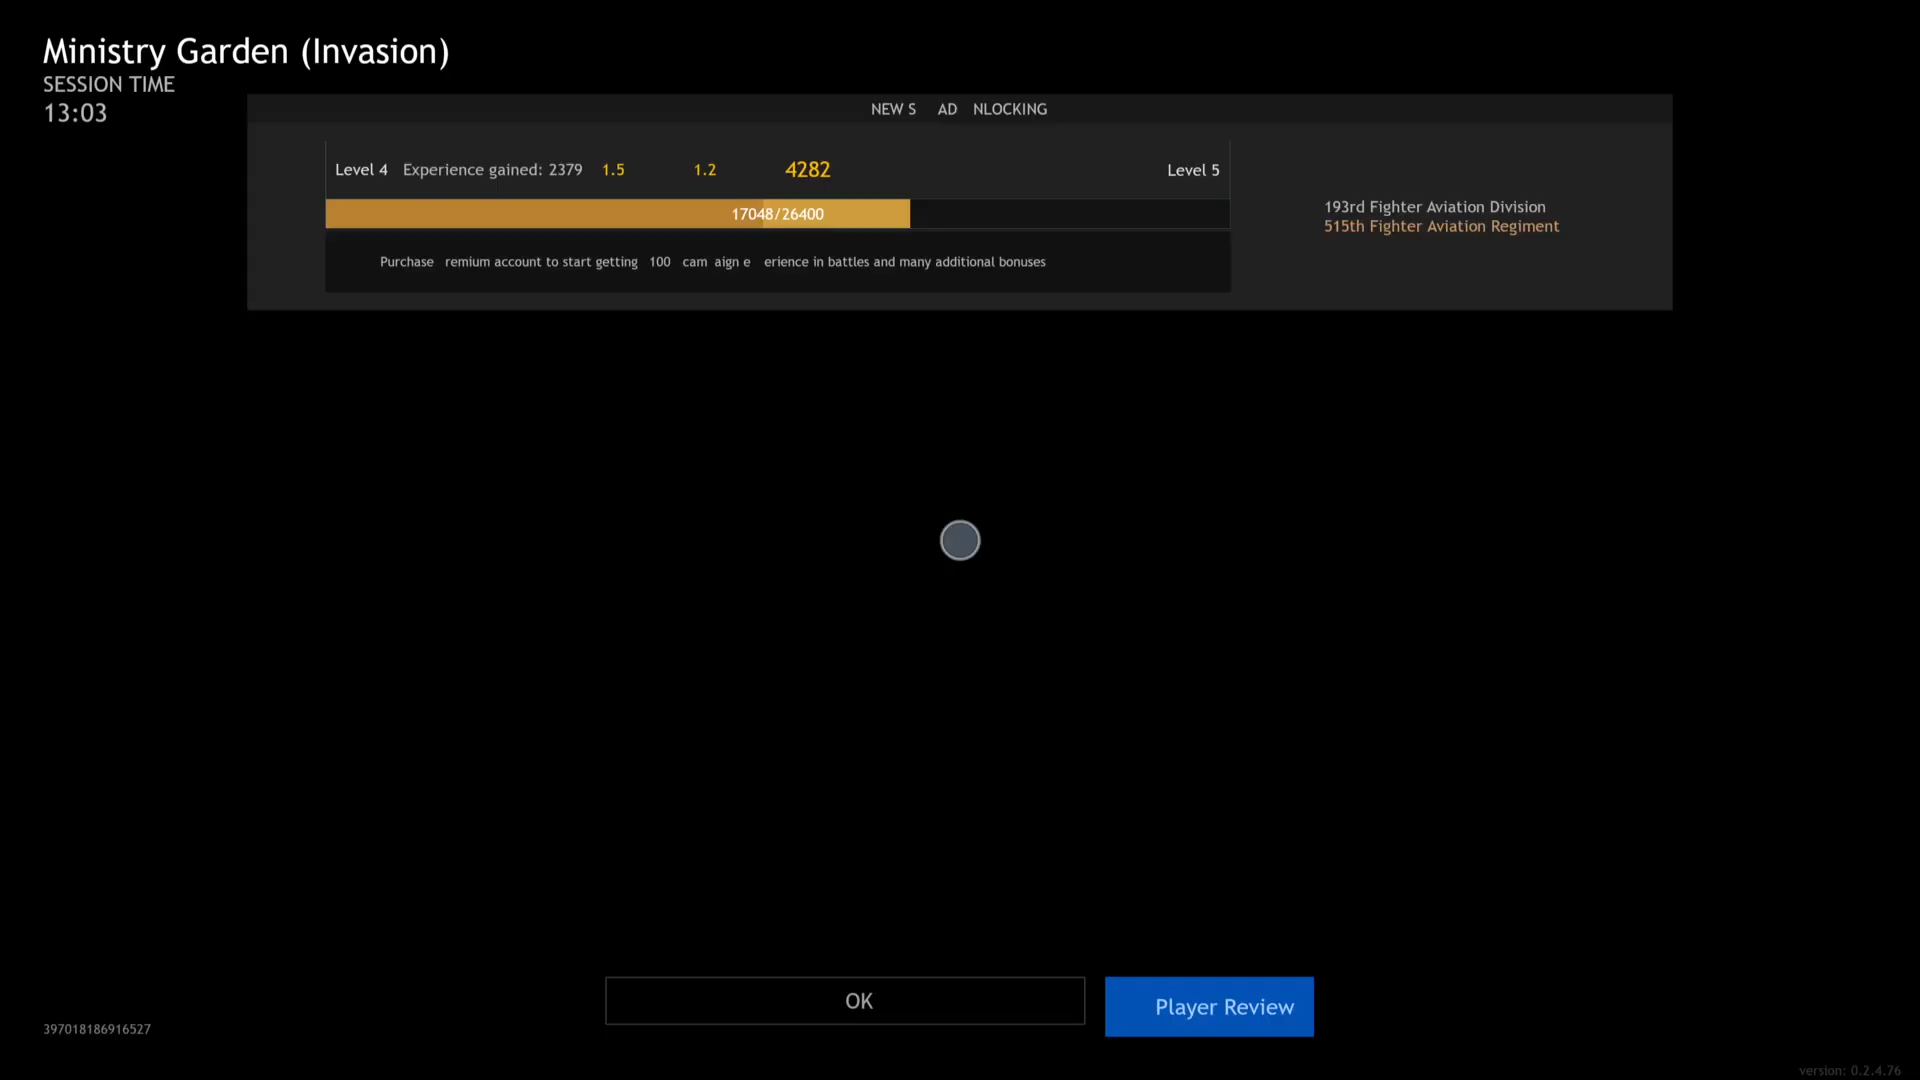 Ministry Garden (Invasion)
SESSION TIME
13:03
NEW S AD NLOCKING
Level 4 Experience gained: 2379 1.5 1.2 4282 Level 5
17048/26400
193rd Fighter Aviation Division
515th Fighter Aviation Regiment
Purchase remium account to start getting 100 cam aign e erience in battles and many additional bonuses
OK
Player Review
397018186916527
version: 0.2.4.76